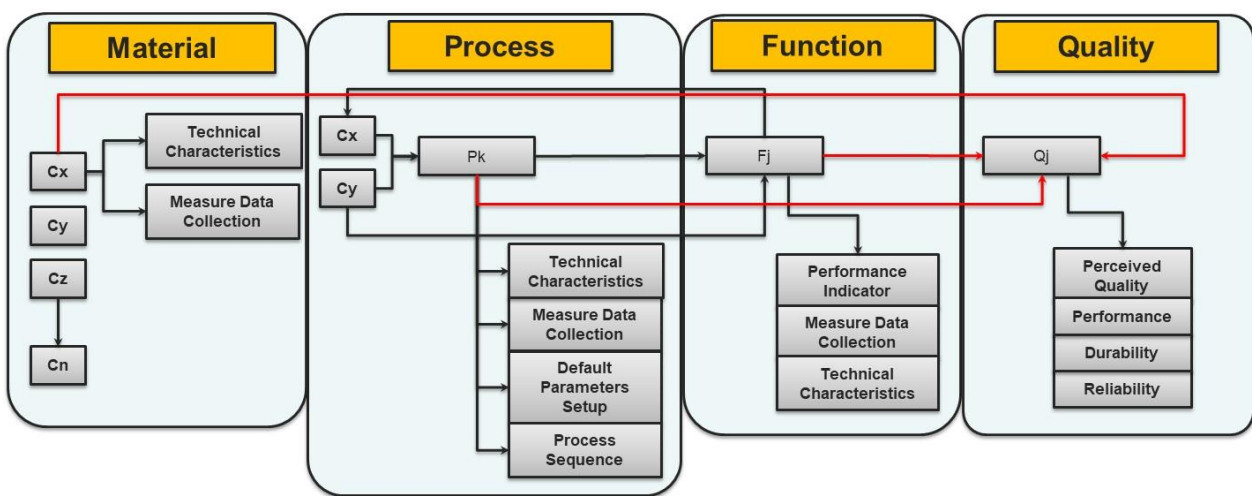 Material
Process
Function
Quality
Technical
Characteristics
Cx
Measure Data
Collection
Cy
Cz
Cn
Cx
Cy
Pk
Technical
Characteristics
Measure Data
Collection
Default
Parameters
Setup
Process
Sequence
Fj
Performance
Indicator
Measure Data
Collection
Technical
Characteristics
Qj
Perceived
Quality
Performance
Durability
Reliability